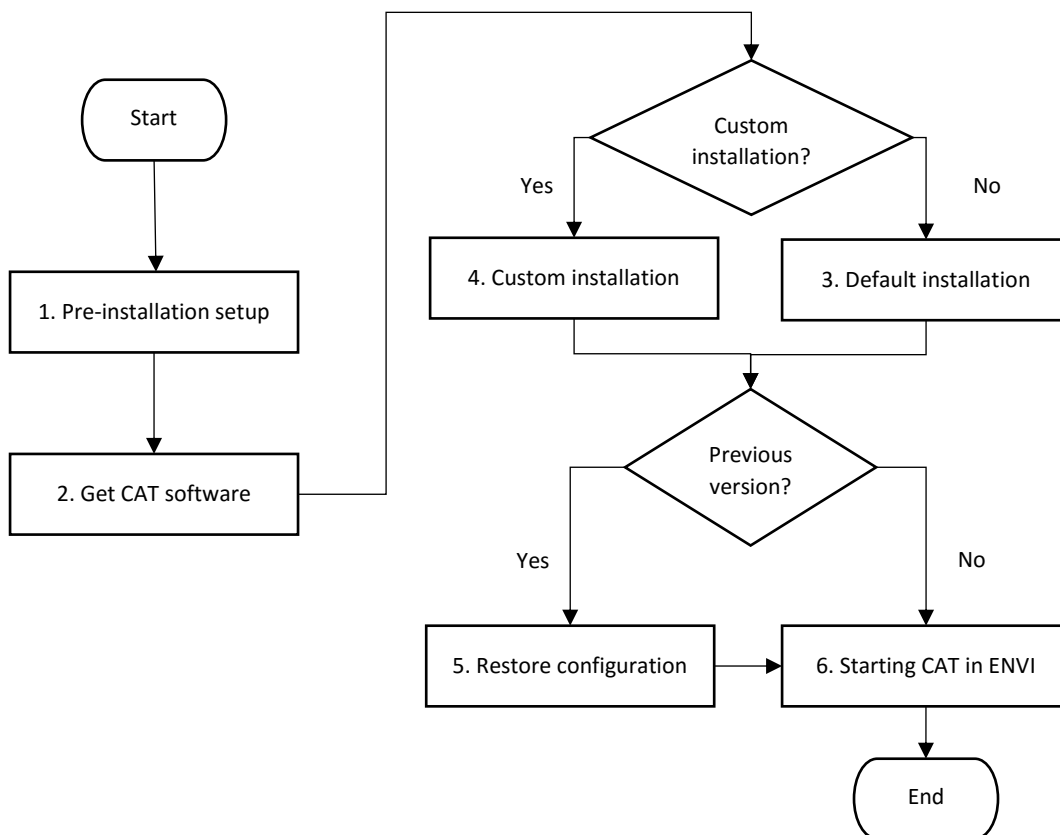 Start
1. Pre-installation setup
2. Get CAT software
Custom
installation?
Yes
No
4. Custom installation
3. Default installation
Previous
version?
Yes
No
5. Restore configuration
6. Starting CAT in ENVI
End